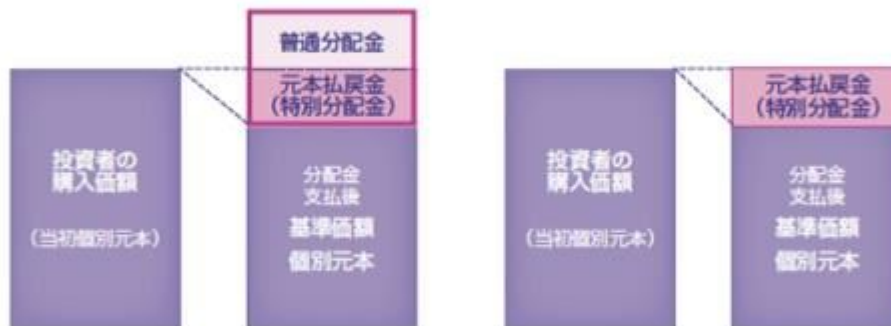 普通分配金
元本払戻金
（特別分配金）
投資者の
購入価額
（当初個別元本）
分配金
支払後
基準価額
個別元本
元本払戻金
（特別分配金）
投資者の
購入価額
（当初個別元本）
分配金
支払後
基準価額
個別元本